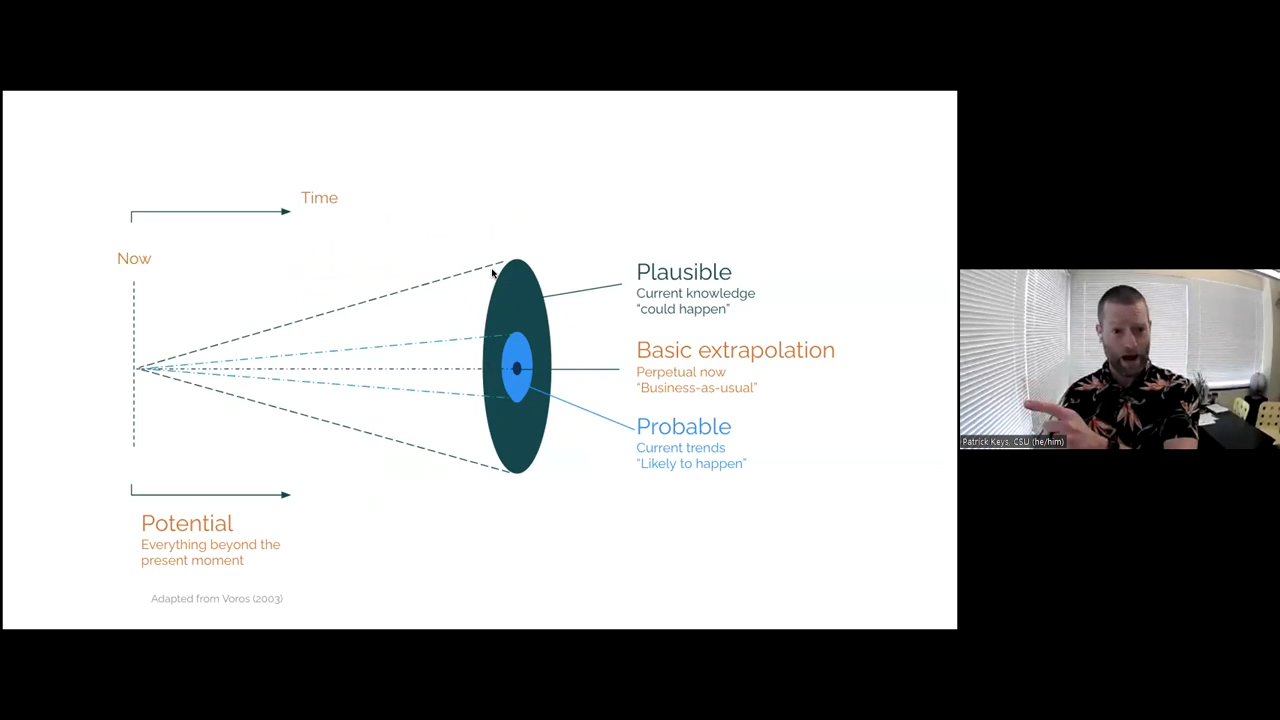 Time
Now
Plausible
Current knowledge
“could happen”
Basic extrapolation
Perpetual now
“Business-as-usual”
Probable
Current trends
“Likely to happen”
Potential
Everything beyond the
present moment
Adapted from Voros (2003)
Patrick Keys, CSU (he/him)